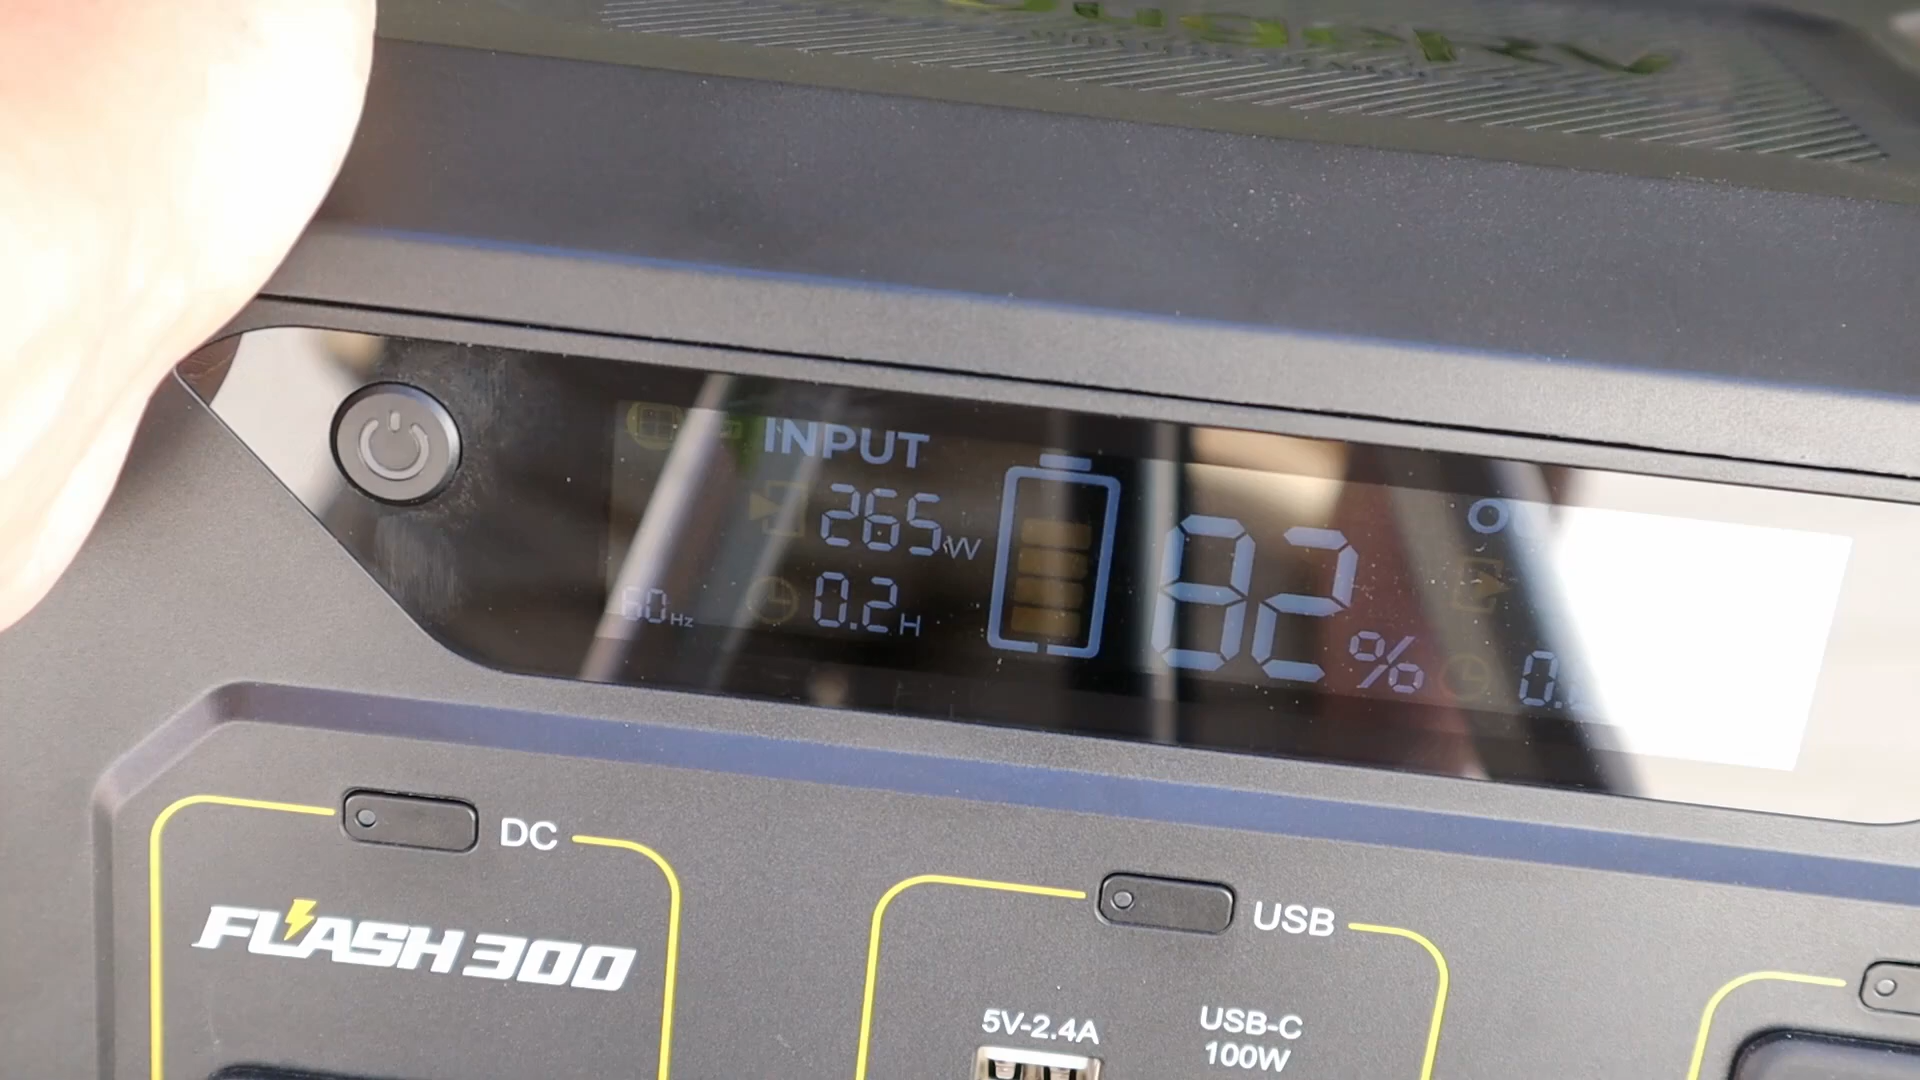 INPUT
265W
60Hz
0.2H
82%
DC
FLASH 300
USB
5V-2.4A
USB-C
100W